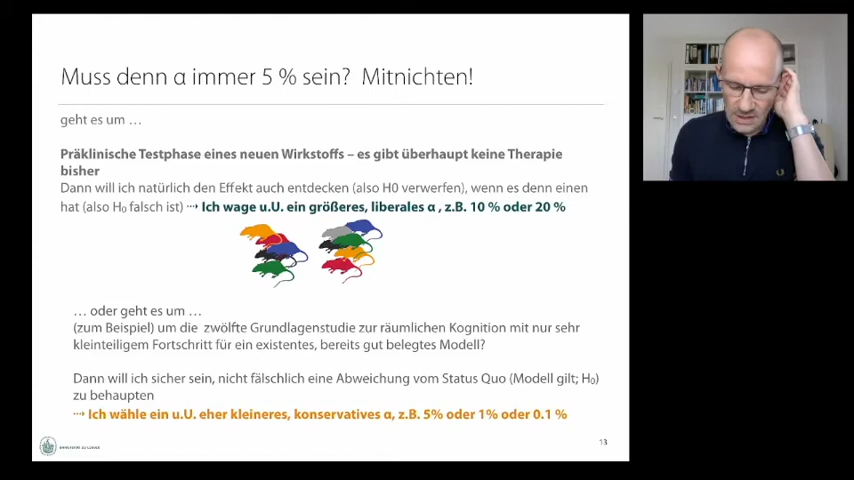 Muss denn α immer 5 % sein? Mitnichten!
geht es um …
Präklinische Testphase eines neuen Wirkstoffs – es gibt überhaupt keine Therapie
bisher
Dann will ich natürlich den Effekt auch entdecken (also H0 verwerfen), wenn es denn einen
hat (also H₀ falsch ist) ⇢ Ich wage u.U. ein größeres, liberales α , z.B. 10 % oder 20 %
… oder geht es um …
(zum Beispiel) um die zwölfte Grundlagenstudie zur räumlichen Kognition mit nur sehr
kleinteiligem Fortschritt für ein existentes, bereits gut belegtes Modell?
Dann will ich sicher sein, nicht fälschlich eine Abweichung vom Status Quo (Modell gilt; H₀)
zu behaupten
⇢ Ich wähle ein u.U. eher kleineres, konservatives α, z.B. 5% oder 1% oder 0.1 %
UNIVERSITÄT ZU LÜBECK
13